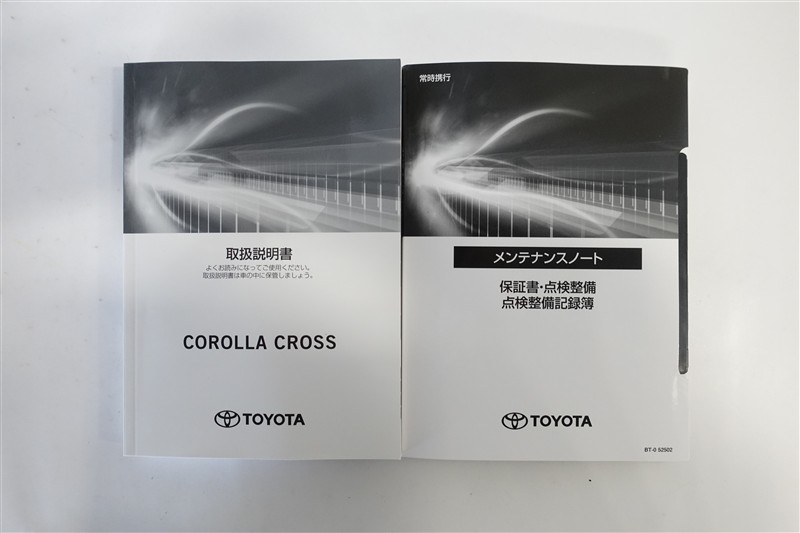 取扱説明書
よくお読みになってご使用ください。
取扱説明書は車の中に保管しましょう。
COROLLA CROSS
TOYOTA
常時携行
メンテナンスノート
保証書・点検整備
点検整備記録簿
TOYOTA
BT-0 52502